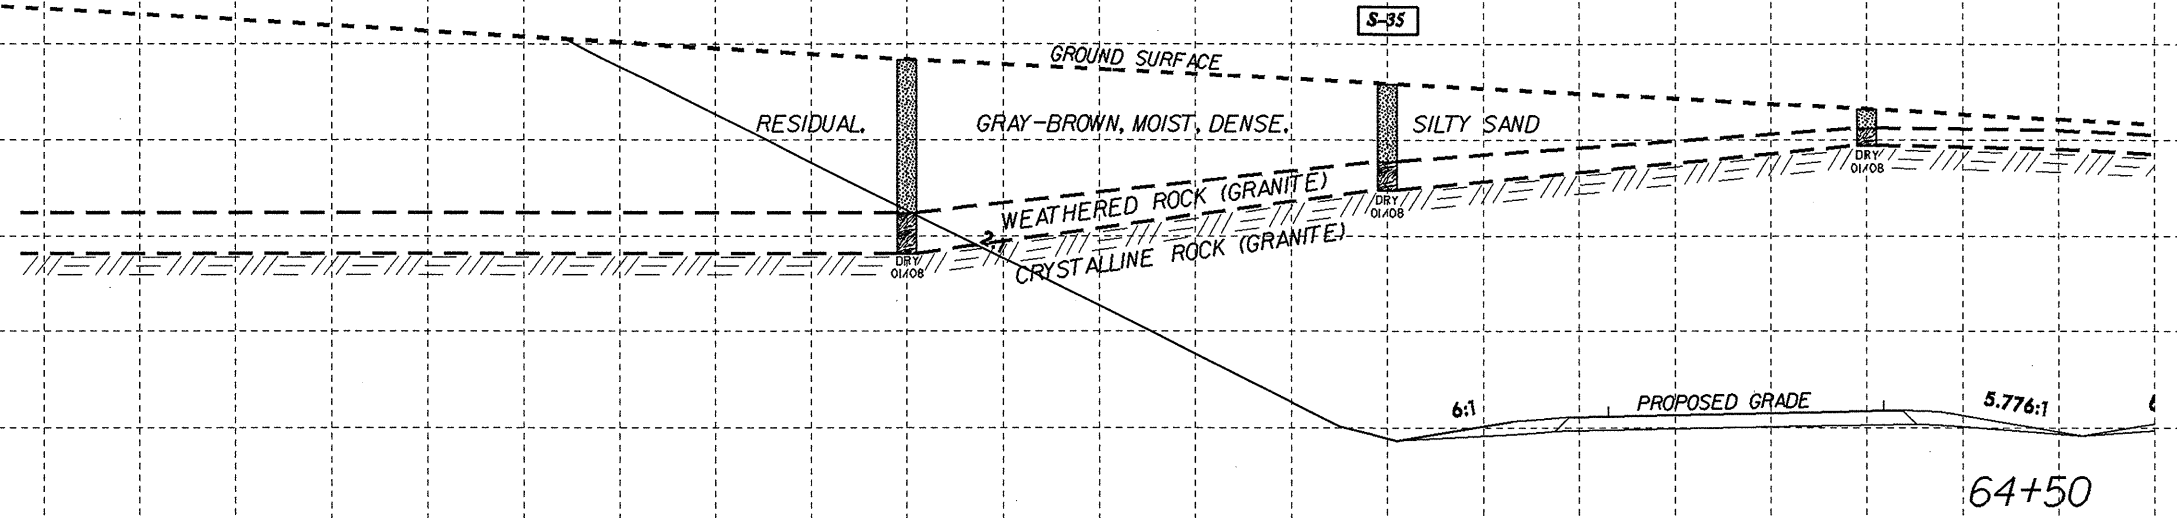 S-35
GROUND SURFACE
RESIDUAL. GRAY-BROWN, MOIST, DENSE. SILTY SAND
DRY
01/08
WEATHERED ROCK (GRANITE)
DRY
01/08
2:1
CRYSTALLINE ROCK (GRANITE)
DRY
01/08
6:1
PROPOSED GRADE
5.776:1
64+50